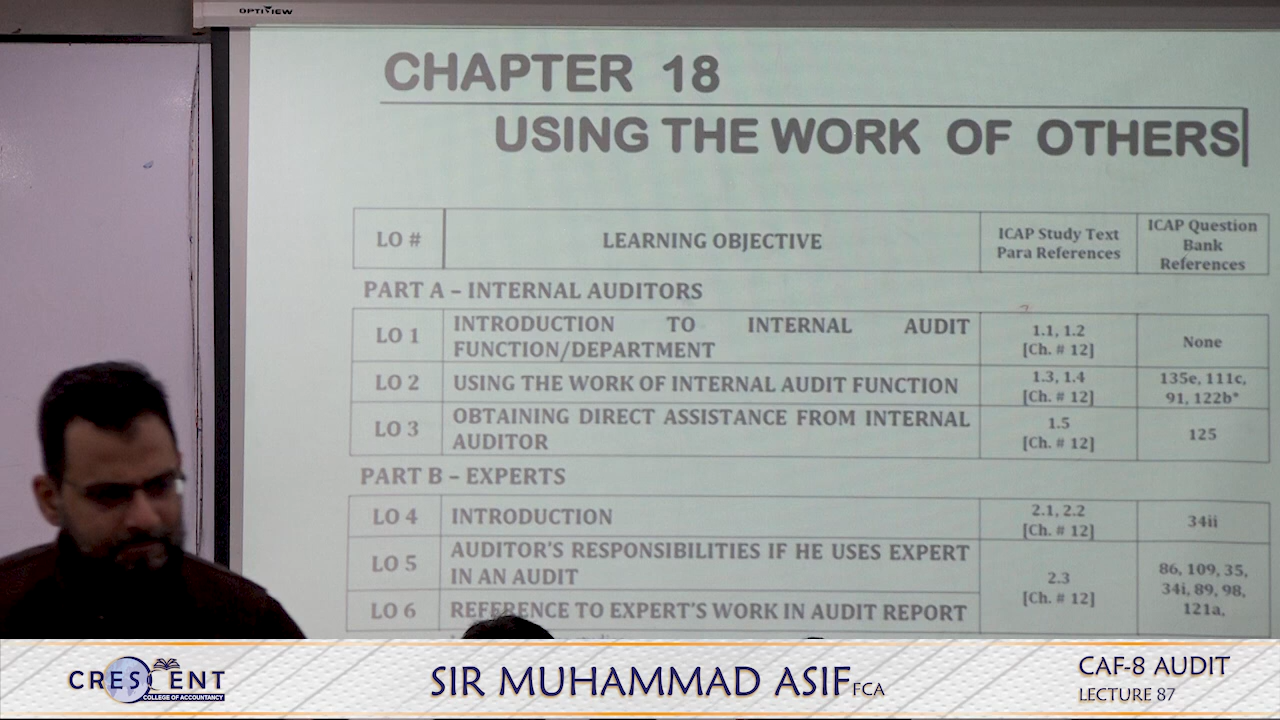 OPTIVIEW
CHAPTER 18
USING THE WORK OF OTHERS
LO #
LEARNING OBJECTIVE
ICAP Study Text
Para References
ICAP Question
Bank
References
PART A – INTERNAL AUDITORS
LO 1
INTRODUCTION TO INTERNAL AUDIT
FUNCTION/DEPARTMENT
1.1, 1.2
[Ch. # 12]
None
LO 2
USING THE WORK OF INTERNAL AUDIT FUNCTION
1.3, 1.4
[Ch. # 12]
135e, 111c,
91, 122b*
LO 3
OBTAINING DIRECT ASSISTANCE FROM INTERNAL
AUDITOR
1.5
[Ch. # 12]
125
PART B – EXPERTS
LO 4
INTRODUCTION
2.1, 2.2
[Ch. # 12]
34ii
LO 5
AUDITOR'S RESPONSIBILITIES IF HE USES EXPERT
IN AN AUDIT
2.3
[Ch. # 12]
86, 109, 35,
34i, 89, 98,
121a,
LO 6
REFERENCE TO EXPERT'S WORK IN AUDIT REPORT
CRESCENT
COLLEGE OF ACCOUNTANCY
SIR MUHAMMAD ASIF FCA
CAF-8 AUDIT
LECTURE 87